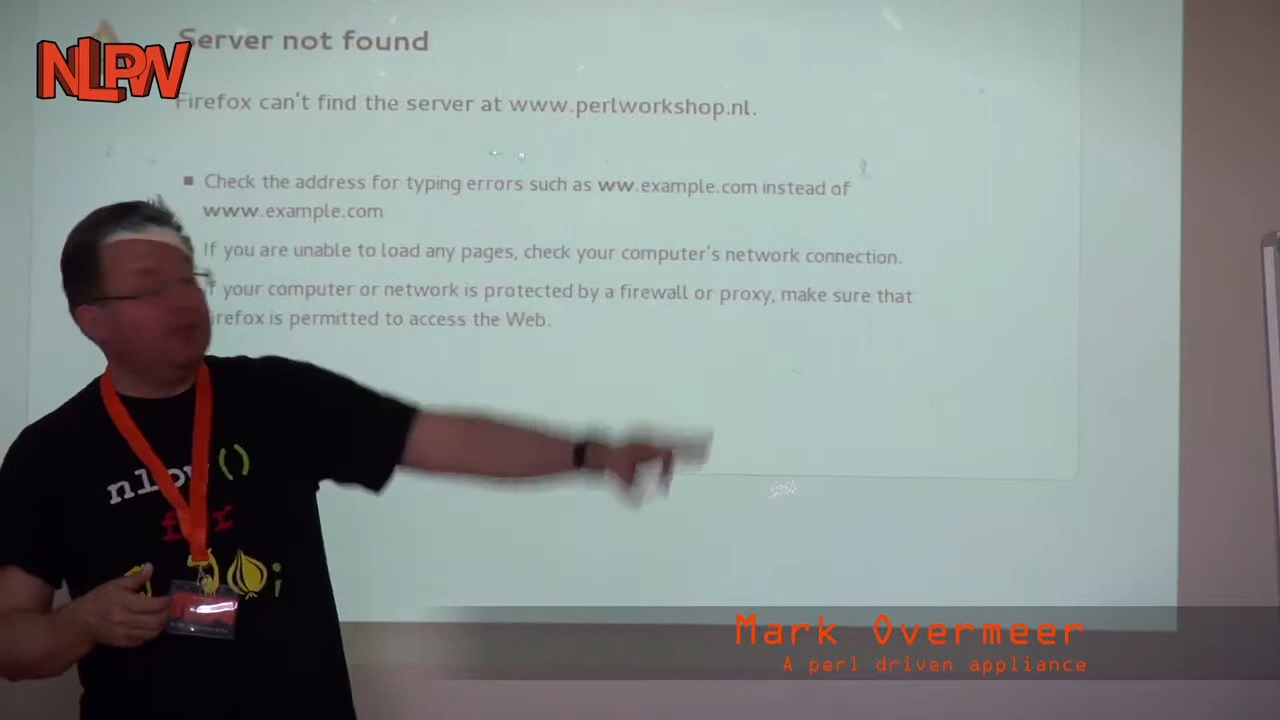 NLPW
Server not found
Firefox can't find the server at www.perlworkshop.nl.
Check the address for typing errors such as ww.example.com instead of
www.example.com
If you are unable to load any pages, check your computer's network connection.
If your computer or network is protected by a firewall or proxy, make sure that
Firefox is permitted to access the Web.
nlpw()
for
;
Mark Overmeer
A perl driven appliance